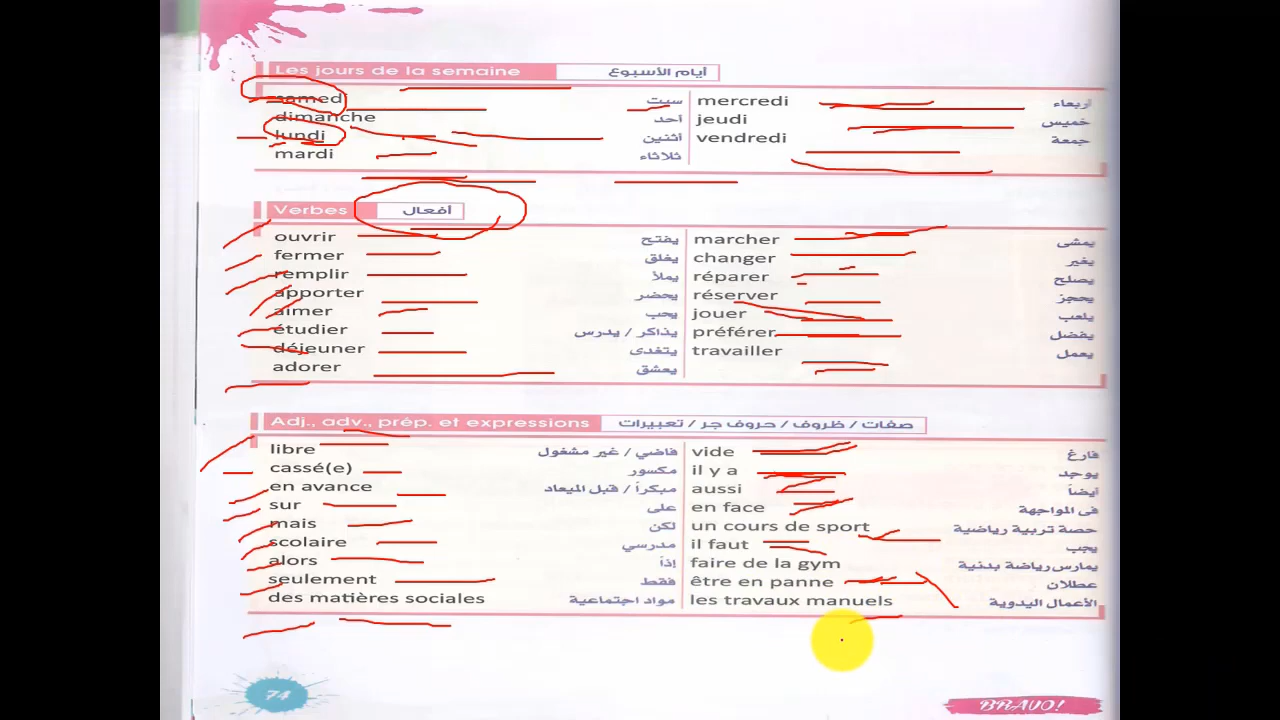 Les jours de la semaine أيام الأسبوع
samedi سبت
dimanche أحد
lundi أثنين
mardi ثلاثاء
mercredi أربعاء
jeudi خميس
vendredi جمعة
Verbes أفعال
ouvrir يفتح
fermer يغلق
remplir يملأ
apporter يحضر
aimer يحب
étudier يذاكر / يدرس
déjeuner يتغدى
adorer يعشق
marcher يمشى
changer يغير
réparer يصلح
réserver يحجز
jouer يلعب
préférer يفضل
travailler يعمل
Adj., adv., prép. et expressions صفات / ظروف / حروف جر / تعبيرات
libre فاضي / غير مشغول
cassé(e) مكسور
en avance مبكراً / قبل الميعاد
sur على
mais لكن
scolaire مدرسي
alors إذاً
seulement فقط
des matières sociales مواد اجتماعية
vide فارغ
il y a يوجد
aussi أيضاً
en face فى المواجهة
un cours de sport حصة تربية رياضية
il faut يجب
faire de la gym يمارس رياضة بدنية
être en panne عطلان
les travaux manuels الأعمال اليدوية
74
BRAVO!